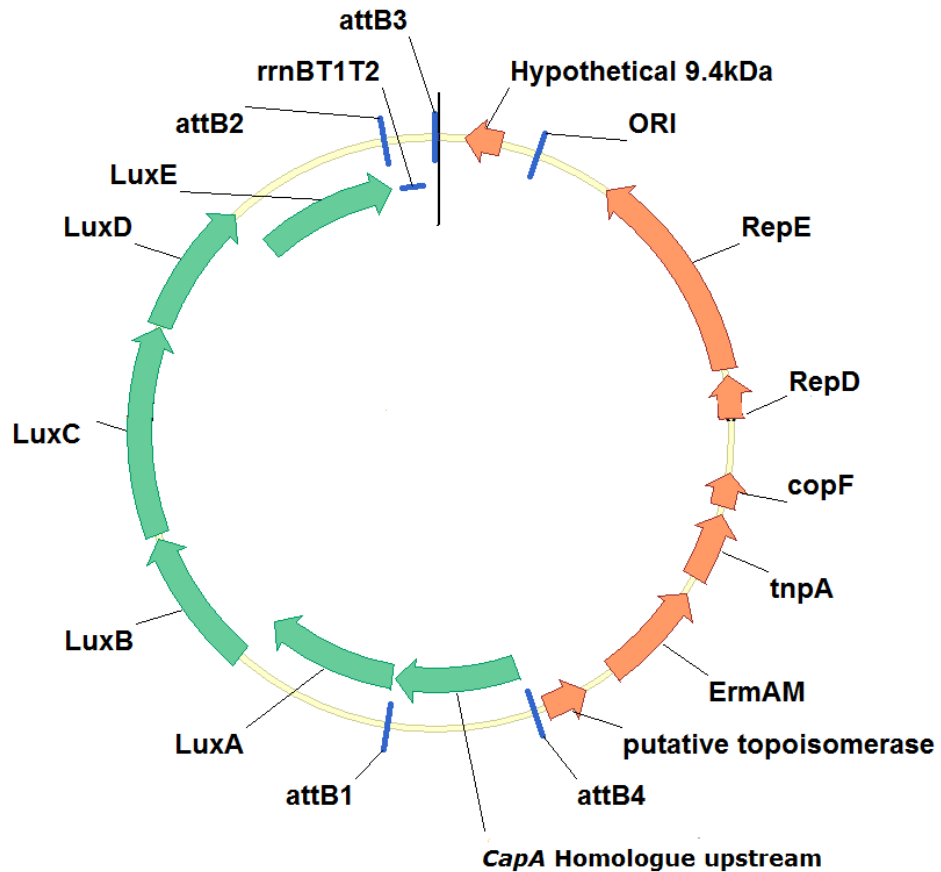 attB3
rrnBT1T2
Hypothetical 9.4kDa
attB2
ORI
LuxE
LuxD
RepE
RepD
LuxC
copF
tnpA
LuxB
ErmAM
LuxA
putative topoisomerase
attB1
attB4
CapA Homologue upstream